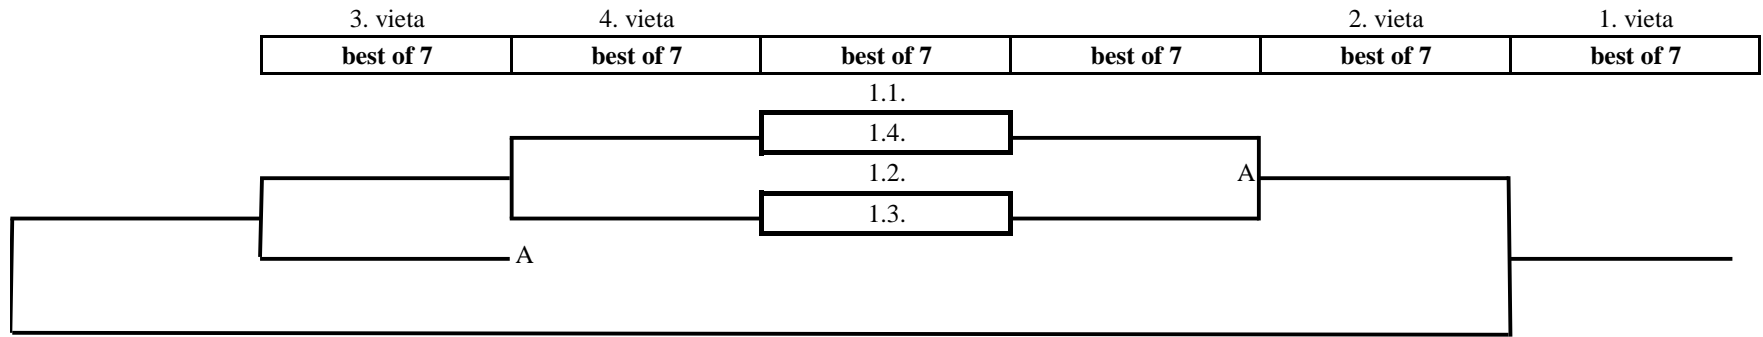 3. vieta 4. vieta 2. vieta 1. vieta
best of 7 best of 7 best of 7 best of 7 best of 7 best of 7
1.1.
1.4.
1.2. A
1.3.
A